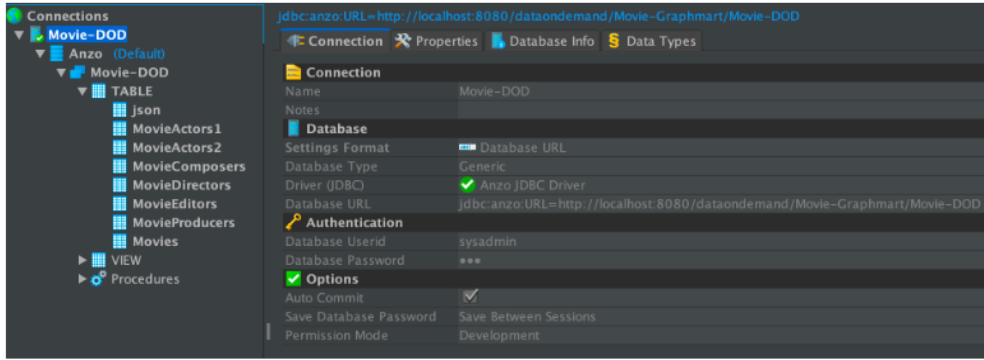 Connections
Movie-DOD
Anzo (Default)
Movie-DOD
TABLE
json
MovieActors1
MovieActors2
MovieComposers
MovieDirectors
MovieEditors
MovieProducers
Movies
VIEW
Procedures
jdbc:anzo:URL=http://localhost:8080/dataondemand/Movie-Graphmart/Movie-DOD
Connection Properties Database Info Data Types
Connection
Name Movie-DOD
Notes
Database
Settings Format Database URL
Database Type Generic
Driver (JDBC) Anzo JDBC Driver
Database URL jdbc:anzo:URL=http://localhost:8080/dataondemand/Movie-Graphmart/Movie-DOD
Authentication
Database Userid sysadmin
Database Password •••
Options
Auto Commit
Save Database Password Save Between Sessions
Permission Mode Development